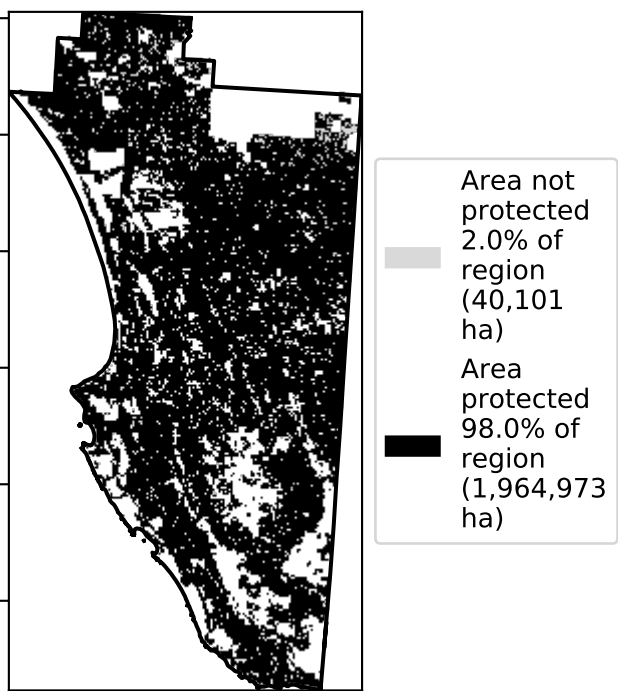 Area not
protected
2.0% of
region
(40,101
ha)
Area
protected
98.0% of
region
(1,964,973
ha)